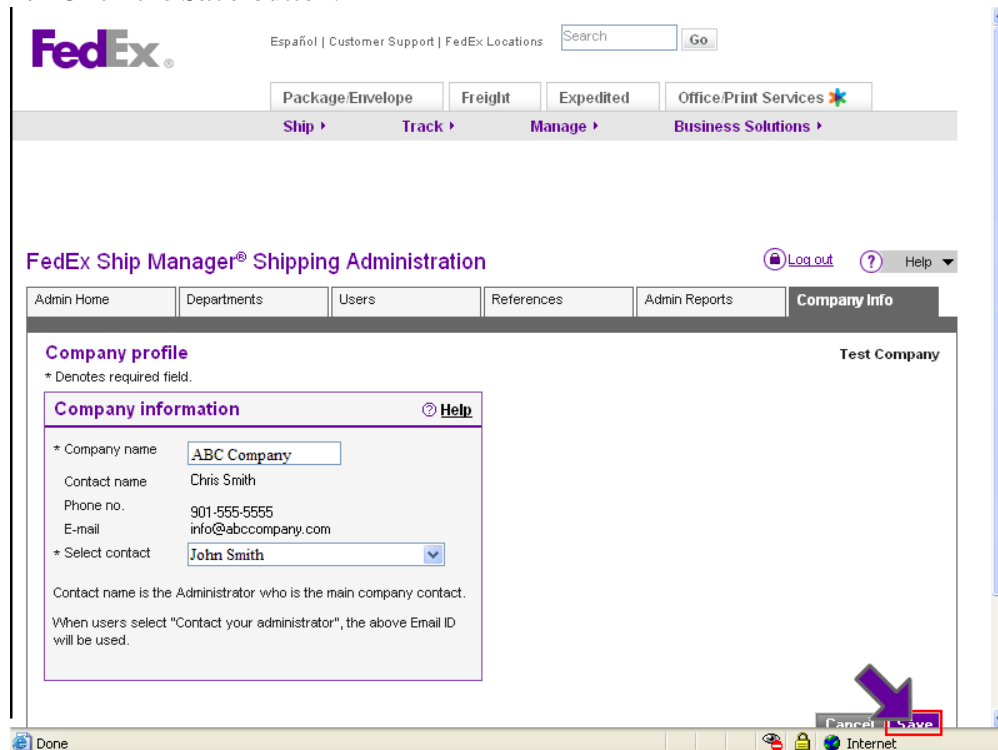 FedEx ®
Español | Customer Support | FedEx Locations Search Go
Package/Envelope Freight Expedited Office/Print Services
Ship Track Manage Business Solutions
FedEx Ship Manager® Shipping Administration Log out ? Help
Admin Home Departments Users References Admin Reports Company Info
Company profile Test Company
* Denotes required field.
Company information ? Help
* Company name ABC Company
Contact name Chris Smith
Phone no. 901-555-5555
E-mail info@abccompany.com
* Select contact John Smith
Contact name is the Administrator who is the main company contact.
When users select "Contact your administrator", the above Email ID
will be used.
Cancel Save
Done Internet